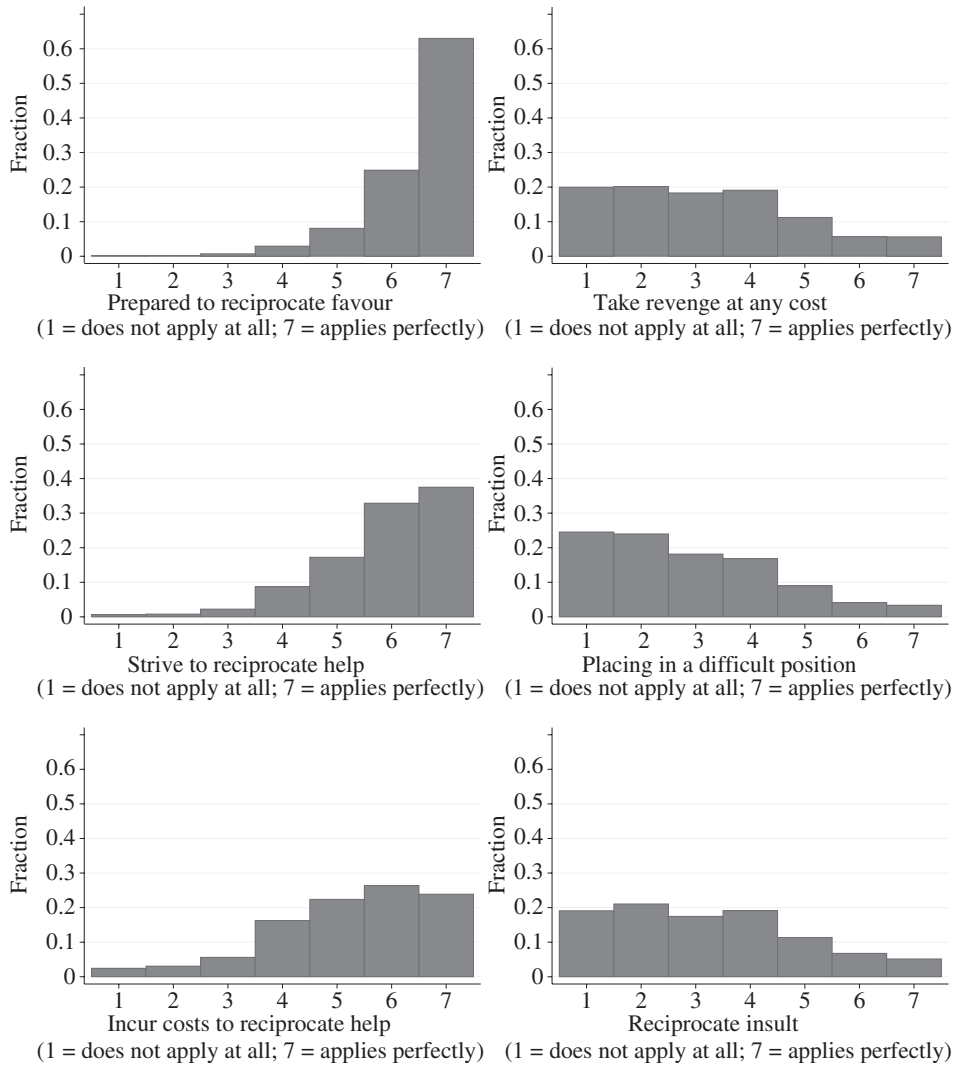 Fraction
0.6
0.5
0.4
0.3
0.2
0.1
0
1 2 3 4 5 6 7
Prepared to reciprocate favour
(1 = does not apply at all; 7 = applies perfectly)
Fraction
0.6
0.5
0.4
0.3
0.2
0.1
0
1 2 3 4 5 6 7
Take revenge at any cost
(1 = does not apply at all; 7 = applies perfectly)
Fraction
0.6
0.5
0.4
0.3
0.2
0.1
0
1 2 3 4 5 6 7
Strive to reciprocate help
(1 = does not apply at all; 7 = applies perfectly)
Fraction
0.6
0.5
0.4
0.3
0.2
0.1
0
1 2 3 4 5 6 7
Placing in a difficult position
(1 = does not apply at all; 7 = applies perfectly)
Fraction
0.6
0.5
0.4
0.3
0.2
0.1
0
1 2 3 4 5 6 7
Incur costs to reciprocate help
(1 = does not apply at all; 7 = applies perfectly)
Fraction
0.6
0.5
0.4
0.3
0.2
0.1
0
1 2 3 4 5 6 7
Reciprocate insult
(1 = does not apply at all; 7 = applies perfectly)